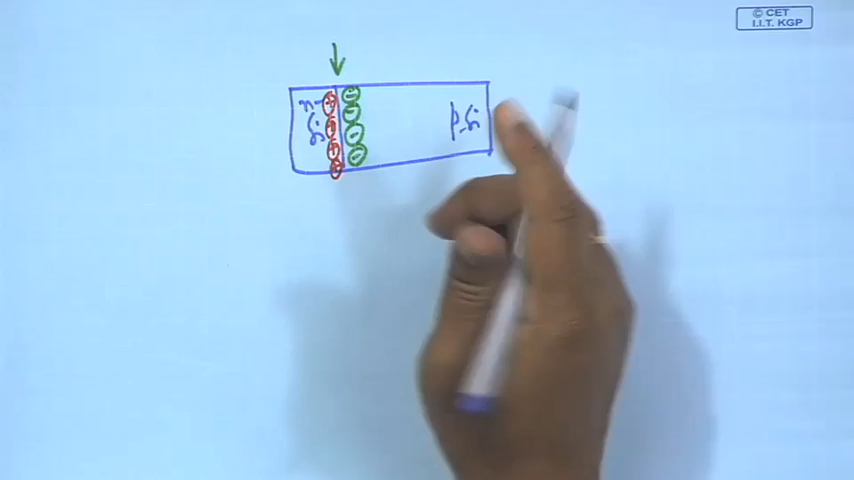 © CET
I.I.T. KGP
n-
Si
p-Si
+
+
+
+
-
-
-
-